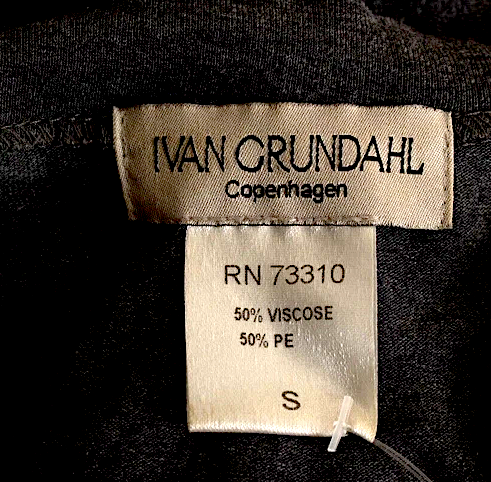 IVAN GRUNDAHL
Copenhagen
RN 73310
50% VISCOSE
50% PE
S